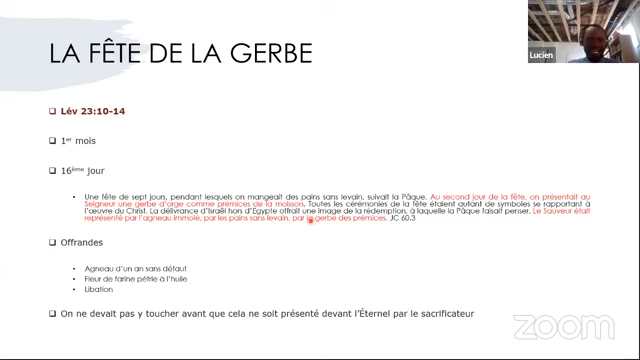 LA FÊTE DE LA GERBE
Lucien
Lév 23:10-14
1er mois
16ème jour
Une fête de sept jours, pendant lesquels on mangeait des pains sans levain, suivait la Pâque. Au second jour de la fête, on présentait au
Seigneur une gerbe d'orge comme prémices de la moisson. Toutes les cérémonies de la fête étaient autant de symboles se rapportant à
l'œuvre du Christ. La délivrance d'Israël hors d'Egypte offrait une image de la rédemption, à laquelle la Pâque faisait penser. Le Sauveur était
représenté par l'agneau immolé, par les pains sans levain, par la gerbe des prémices. JC 60.3
Offrandes
Agneau d'un an sans défaut
Fleur de farine pétrie à l'huile
Libation
On ne devait pas y toucher avant que cela ne soit présenté devant l'Éternel par le sacrificateur
zoom